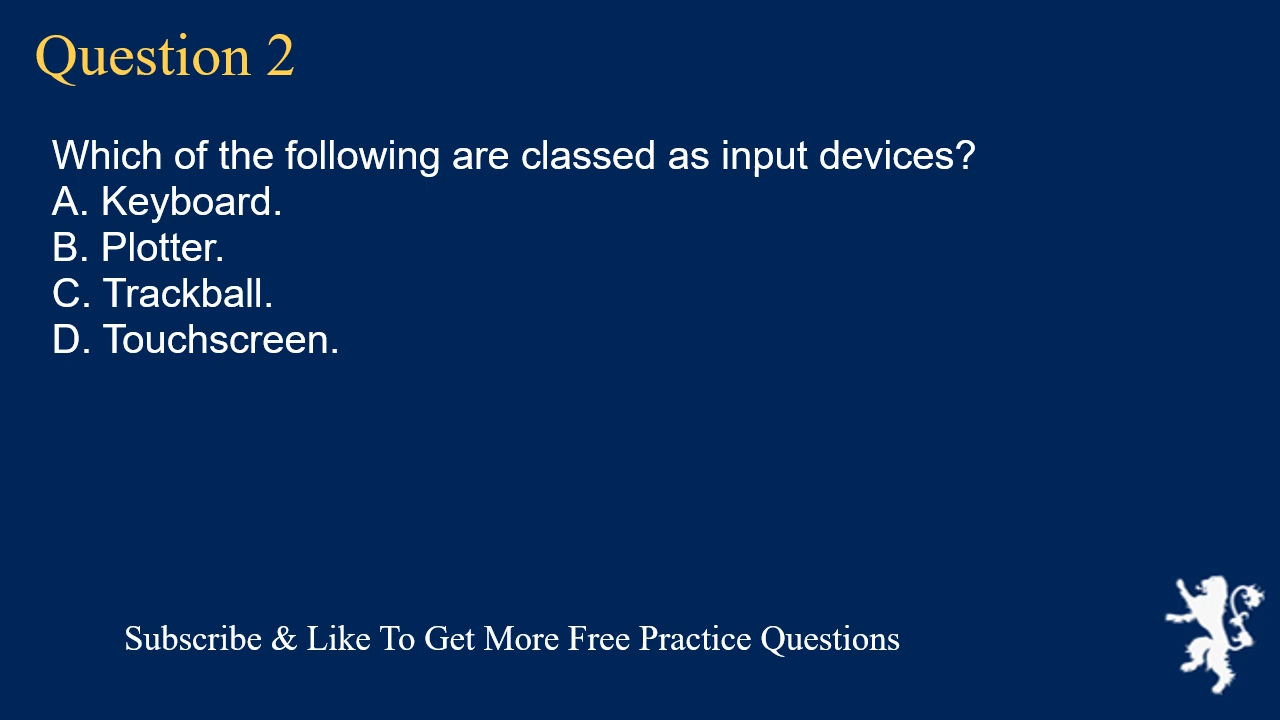 Question 2
Which of the following are classed as input devices?
A. Keyboard.
B. Plotter.
C. Trackball.
D. Touchscreen.
Subscribe & Like To Get More Free Practice Questions